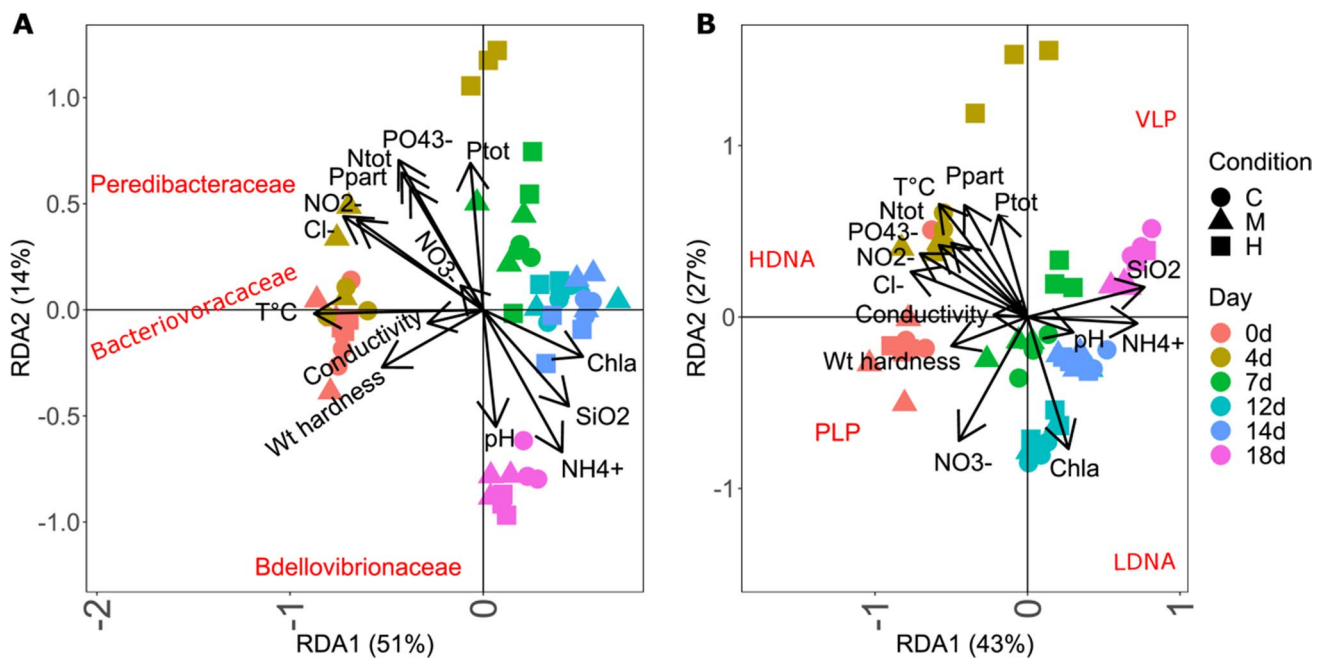 A
1.0
0.5
0.0
-0.5
-1.0
RDA2 (14%)
-2
-1
0
RDA1 (51%)
PO43-
Ntot
Ptot
Ppart
Peredibacteraceae
NO2-
Cl-
NO3-
Bacteriovoracaceae
T°C
Conductivity
Wt hardness
Chla
SiO2
pH
NH4+
Bdellovibrionaceae
B
1
0
-1
RDA2 (27%)
-1
0
1
RDA1 (43%)
VLP
Ppart
T°C
Ptot
Ntot
PO43-
NO2-
HDNA
Cl-
SiO2
Conductivity
pH
NH4+
Wt hardness
PLP
NO3-
Chla
LDNA
Condition
C
M
H
Day
0d
4d
7d
12d
14d
18d